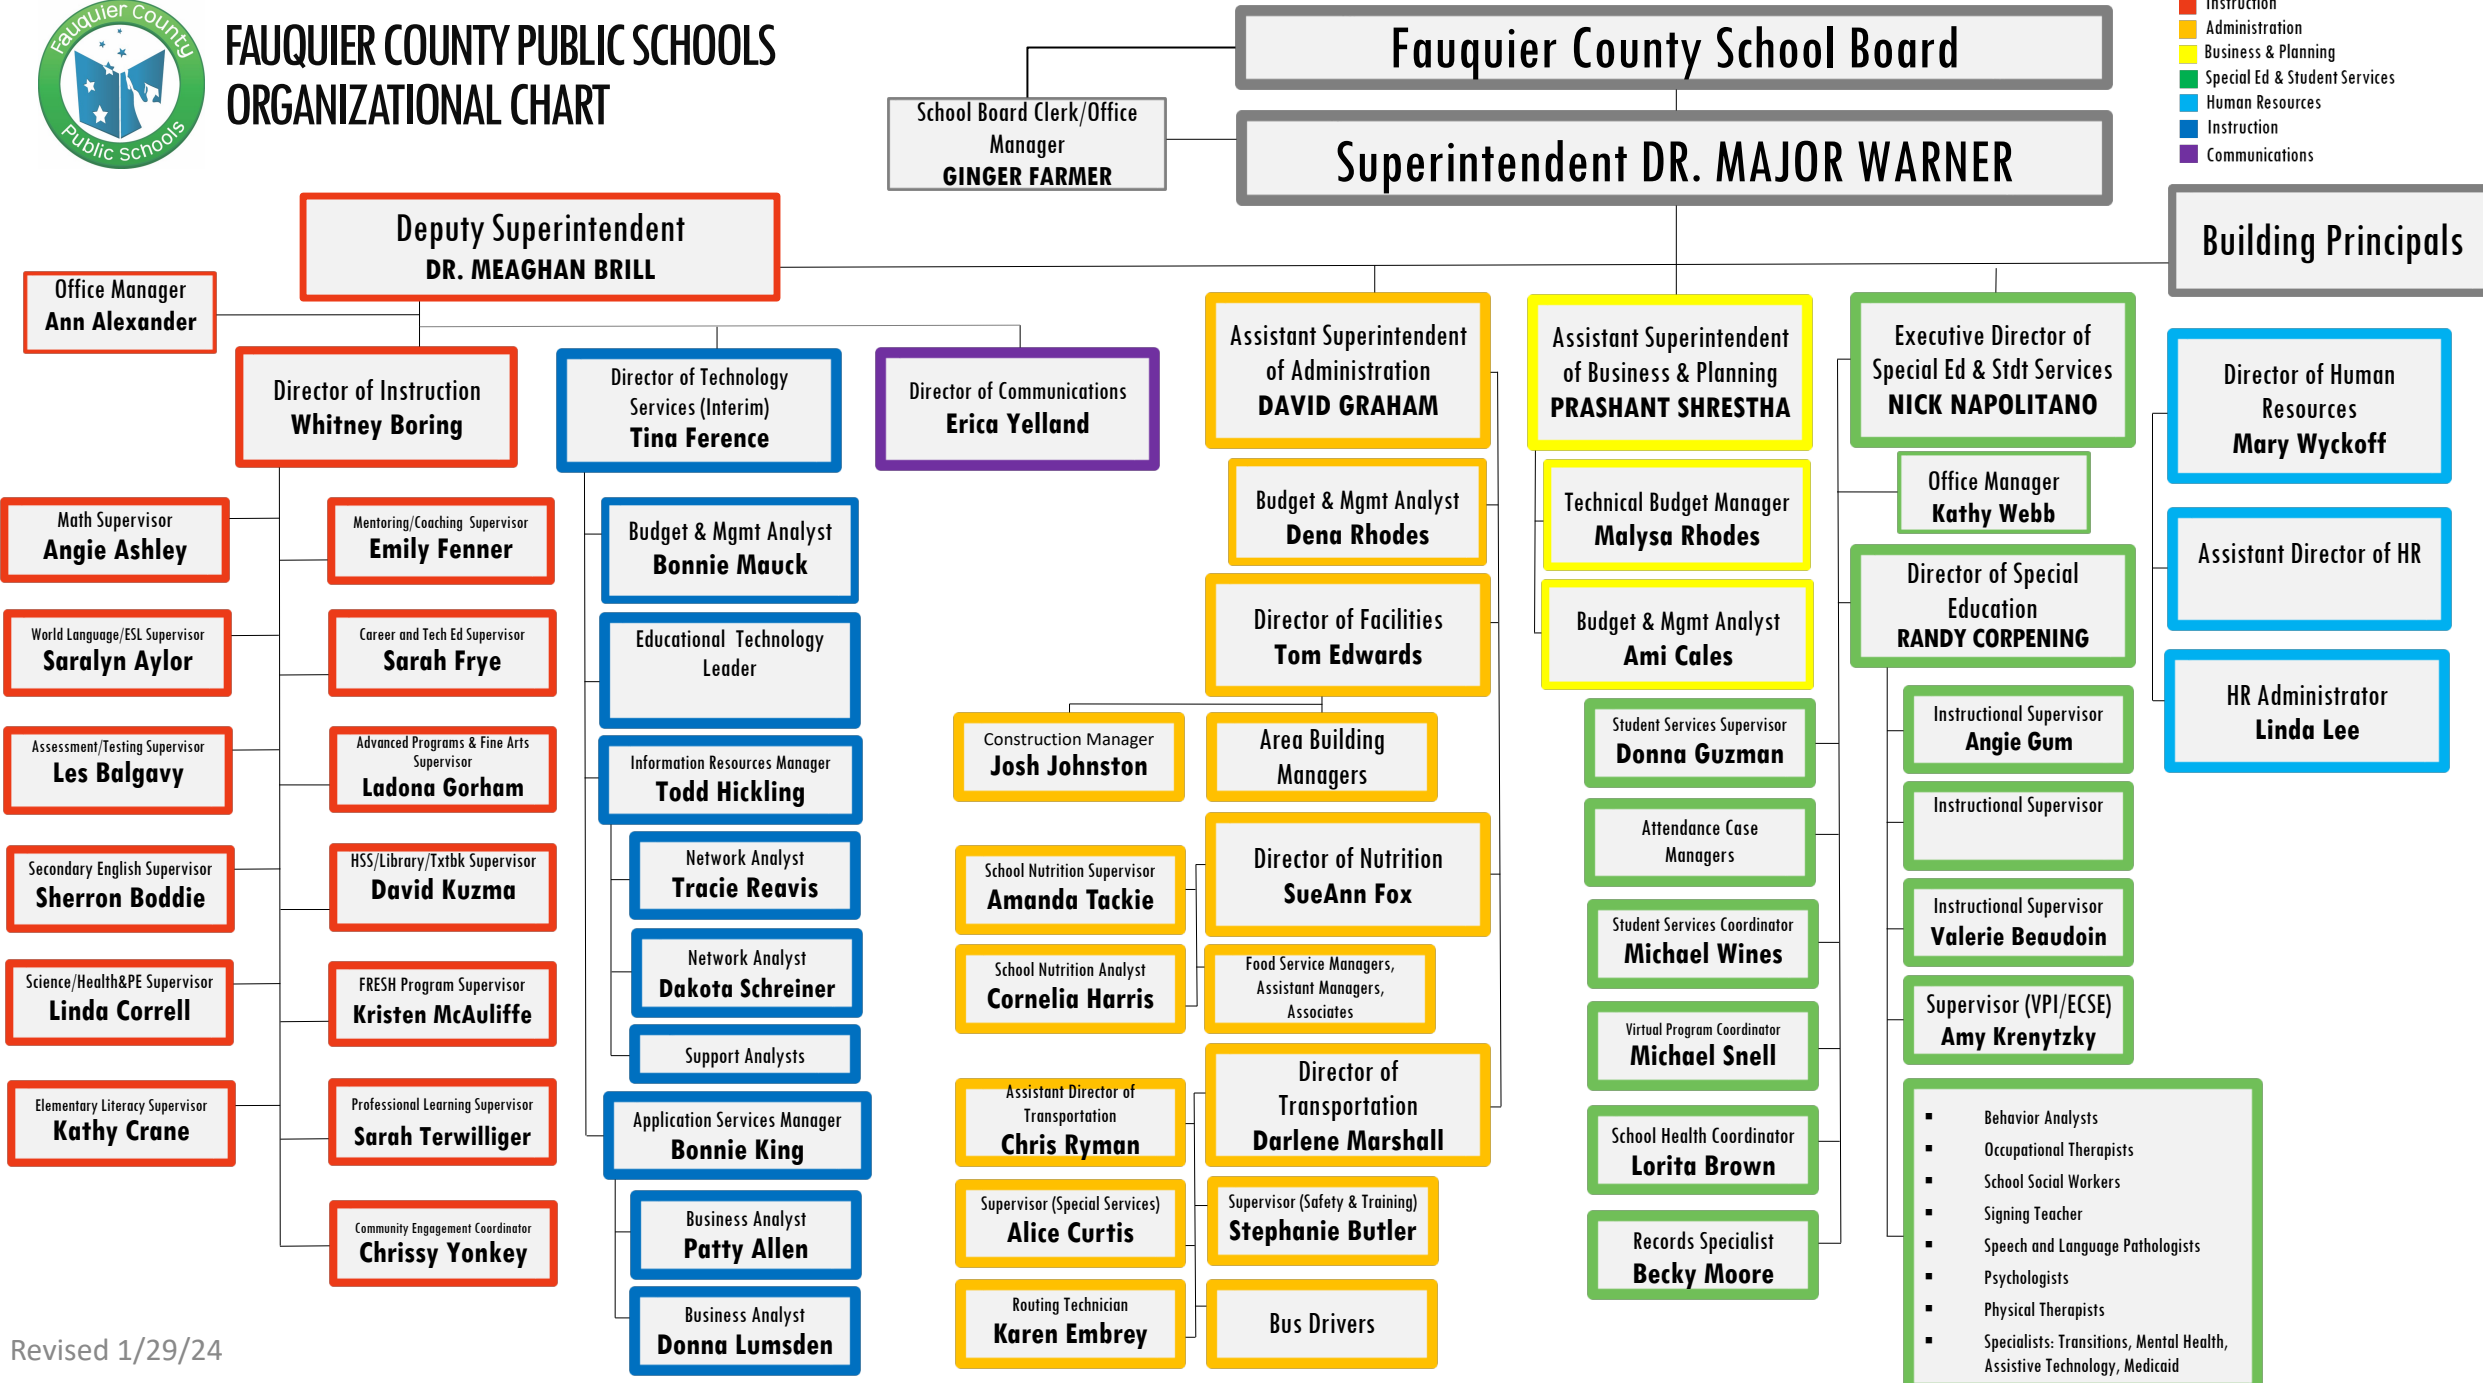 Fauquier County
Public Schools
FAUQUIER COUNTY PUBLIC SCHOOLS
ORGANIZATIONAL CHART
Fauquier County School Board
School Board Clerk/Office
Manager
GINGER FARMER
Superintendent DR. MAJOR WARNER
Instruction
Administration
Business & Planning
Special Ed & Student Services
Human Resources
Instruction
Communications
Building Principals
Deputy Superintendent
DR. MEAGHAN BRILL
Office Manager
Ann Alexander
Director of Instruction
Whitney Boring
Director of Technology
Services (Interim)
Tina Ference
Director of Communications
Erica Yelland
Assistant Superintendent
of Administration
DAVID GRAHAM
Assistant Superintendent
of Business & Planning
PRASHANT SHRESTHA
Executive Director of
Special Ed & Stdt Services
NICK NAPOLITANO
Director of Human
Resources
Mary Wyckoff
Math Supervisor
Angie Ashley
World Language/ESL Supervisor
Saralyn Aylor
Assessment/Testing Supervisor
Les Balgavy
Secondary English Supervisor
Sherron Boddie
Science/Health&PE Supervisor
Linda Correll
Elementary Literacy Supervisor
Kathy Crane
Mentoring/Coaching Supervisor
Emily Fenner
Career and Tech Ed Supervisor
Sarah Frye
Advanced Programs & Fine Arts
Supervisor
Ladona Gorham
HSS/Library/Txtbk Supervisor
David Kuzma
FRESH Program Supervisor
Kristen McAuliffe
Professional Learning Supervisor
Sarah Terwilliger
Community Engagement Coordinator
Chrissy Yonkey
Budget & Mgmt Analyst
Bonnie Mauck
Educational Technology
Leader
Information Resources Manager
Todd Hickling
Network Analyst
Tracie Reavis
Network Analyst
Dakota Schreiner
Support Analysts
Application Services Manager
Bonnie King
Business Analyst
Patty Allen
Business Analyst
Donna Lumsden
Budget & Mgmt Analyst
Dena Rhodes
Director of Facilities
Tom Edwards
Construction Manager
Josh Johnston
Area Building
Managers
Director of Nutrition
SueAnn Fox
School Nutrition Supervisor
Amanda Tackie
School Nutrition Analyst
Cornelia Harris
Food Service Managers,
Assistant Managers,
Associates
Director of
Transportation
Darlene Marshall
Assistant Director of
Transportation
Chris Ryman
Supervisor (Special Services)
Alice Curtis
Supervisor (Safety & Training)
Stephanie Butler
Routing Technician
Karen Embrey
Bus Drivers
Technical Budget Manager
Malysa Rhodes
Budget & Mgmt Analyst
Ami Cales
Student Services Supervisor
Donna Guzman
Attendance Case
Managers
Student Services Coordinator
Michael Wines
Virtual Program Coordinator
Michael Snell
School Health Coordinator
Lorita Brown
Records Specialist
Becky Moore
Office Manager
Kathy Webb
Director of Special
Education
RANDY CORPENING
Instructional Supervisor
Angie Gum
Instructional Supervisor
Instructional Supervisor
Valerie Beaudoin
Supervisor (VPI/ECSE)
Amy Krenytzky
▪ Behavior Analysts
▪ Occupational Therapists
▪ School Social Workers
▪ Signing Teacher
▪ Speech and Language Pathologists
▪ Psychologists
▪ Physical Therapists
▪ Specialists: Transitions, Mental Health,
Assistive Technology, Medicaid
Assistant Director of HR
HR Administrator
Linda Lee
Revised 1/29/24